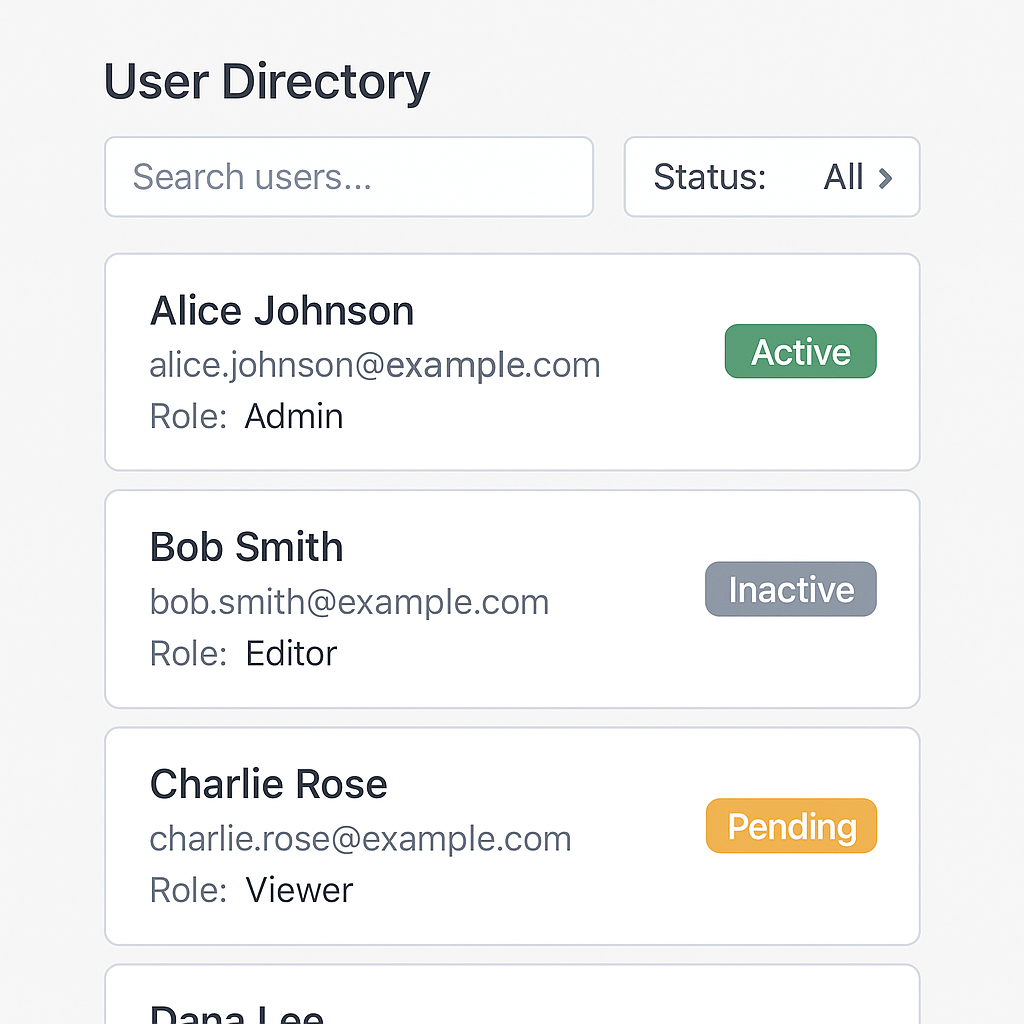 User Directory
Search users...
Status: All >
Alice Johnson
alice.johnson@example.com
Role: Admin
Active
Bob Smith
bob.smith@example.com
Role: Editor
Inactive
Charlie Rose
charlie.rose@example.com
Role: Viewer
Pending
Dana Lee